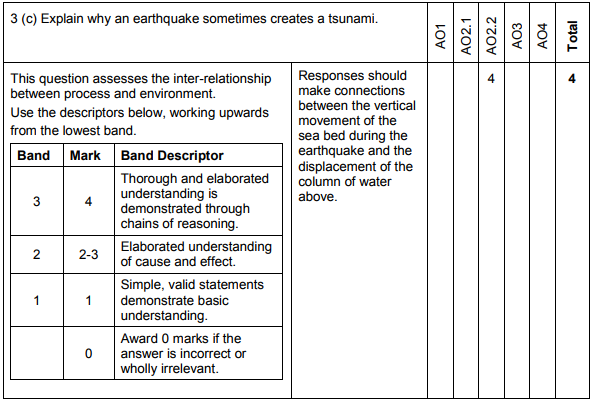 3 (c) Explain why an earthquake sometimes creates a tsunami.
AO1
AO2.1
AO2.2
AO3
AO4
Total
This question assesses the inter-relationship
between process and environment.
Use the descriptors below, working upwards
from the lowest band.
Band Mark Band Descriptor
3 4 Thorough and elaborated
understanding is
demonstrated through
chains of reasoning.
2 2-3 Elaborated understanding
of cause and effect.
1 1 Simple, valid statements
demonstrate basic
understanding.
0 Award 0 marks if the
answer is incorrect or
wholly irrelevant.
Responses should
make connections
between the vertical
movement of the
sea bed during the
earthquake and the
displacement of the
column of water
above.
4
4